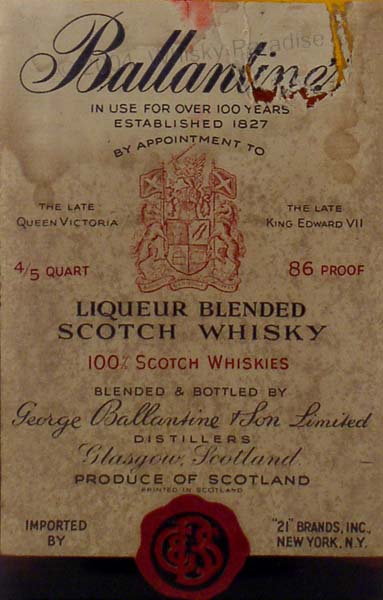 Whisky Paradise
Ballantine's
IN USE FOR OVER 100 YEARS
ESTABLISHED 1827
BY APPOINTMENT TO
THE LATE
QUEEN VICTORIA
THE LATE
KING EDWARD VII
4/5 QUART
86 PROOF
LIQUEUR BLENDED
SCOTCH WHISKY
100% SCOTCH WHISKIES
BLENDED & BOTTLED BY
George Ballantine & Son Limited
DISTILLERS
Glasgow, Scotland.
PRODUCE OF SCOTLAND
PRINTED IN SCOTLAND
IMPORTED
BY
"21" BRANDS, INC.,
NEW YORK, N.Y.